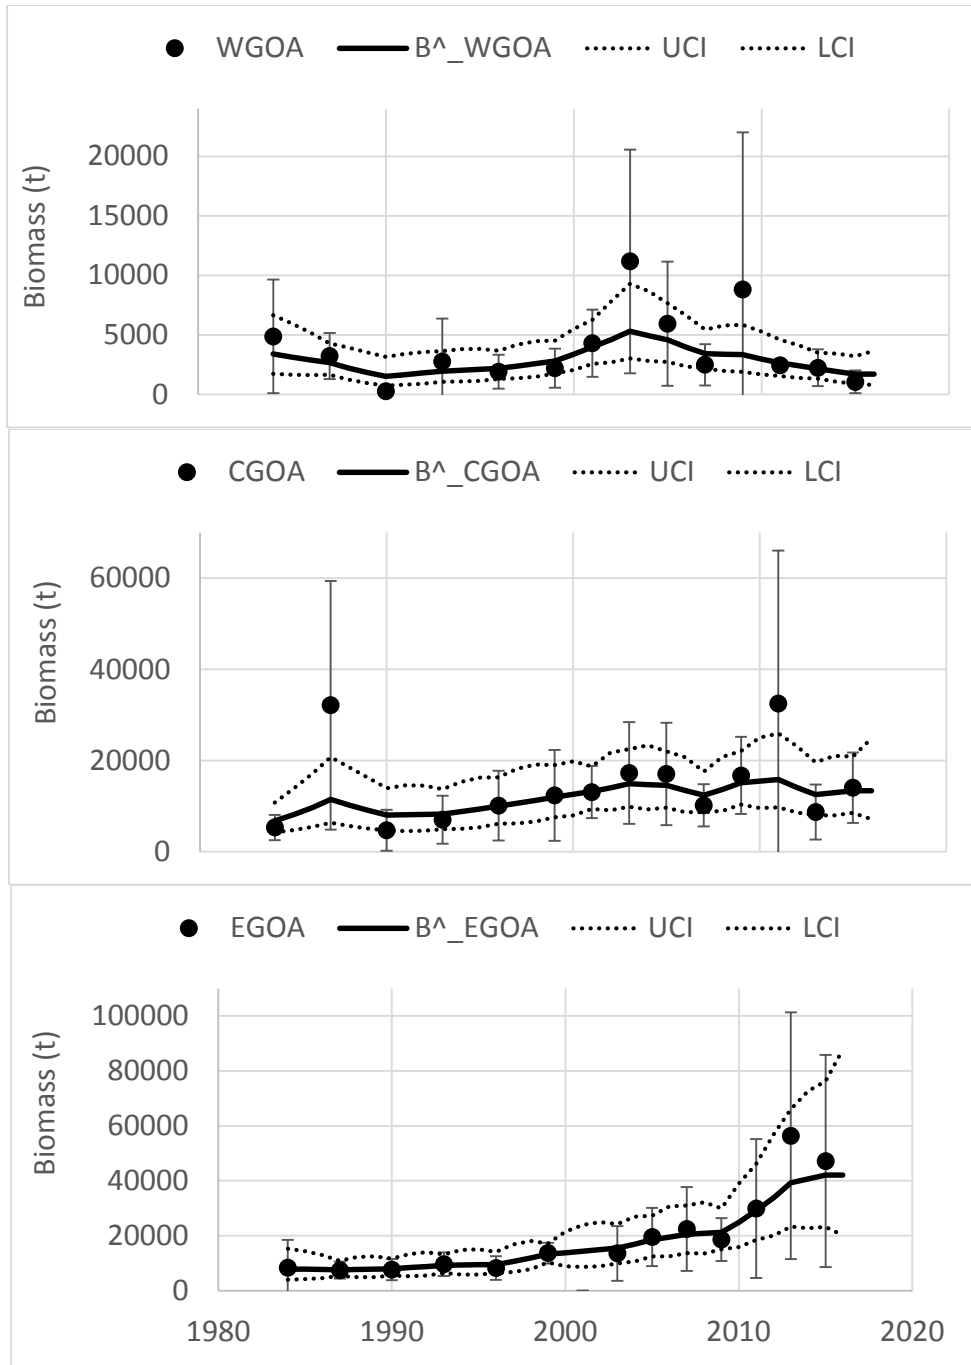 WGOA B^_WGOA UCI LCI
20000
15000
10000
5000
0
Biomass (t)
CGOA B^_CGOA UCI LCI
60000
40000
20000
0
Biomass (t)
EGOA B^_EGOA UCI LCI
100000
80000
60000
40000
20000
0
Biomass (t)
1980 1990 2000 2010 2020